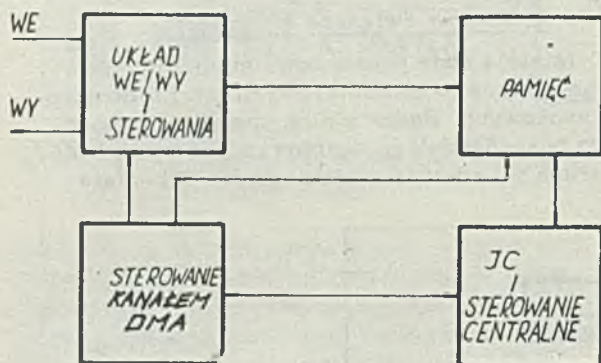 WE
WY
UKŁAD
WE/WY
I
STEROWANIA
PAMIĘĆ
STEROWANIE
KANAŁEM
DMA
JC
I
STEROWANIE
CENTRALNE